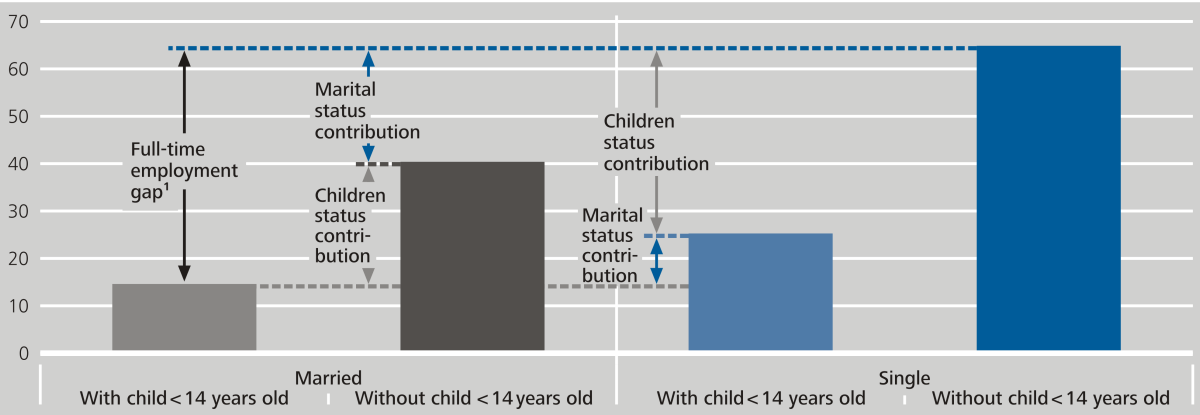 70
60
50
40
30
20
10
0
Full-time
employment
gap¹
Marital
status
contribution
Children
status
contri-
bution
Children
status
contribution
Marital
status
contri-
bution
Married
With child < 14 years old
Without child < 14 years old
Single
With child < 14 years old
Without child < 14 years old